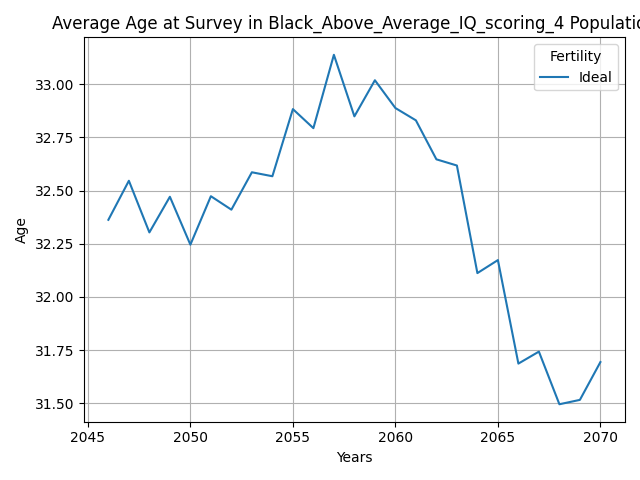 Average Age at Survey in Black_Above_Average_IQ_scoring_4 Populatio
Fertility
Ideal
33.00
32.75
32.50
32.25
32.00
31.75
31.50
Age
2045 2050 2055 2060 2065 2070
Years